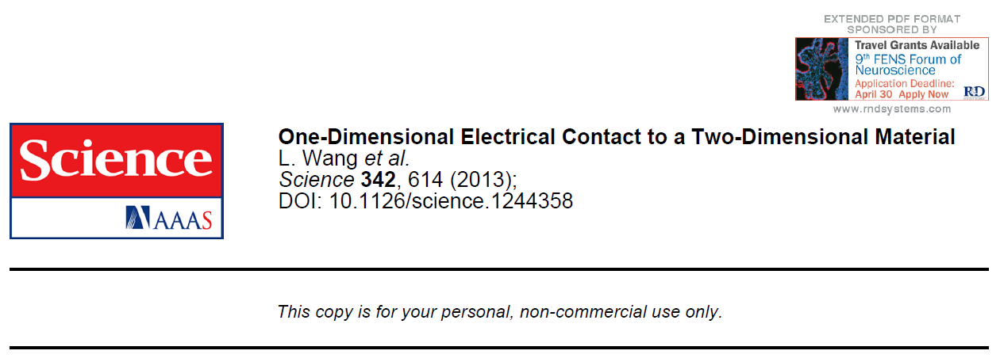 EXTENDED PDF FORMAT
SPONSORED BY
Travel Grants Available
9th FENS Forum of
Neuroscience
Application Deadline:
April 30 Apply Now
R&D
SYSTEMS
www.rndsystems.com
Science
AAAS
One-Dimensional Electrical Contact to a Two-Dimensional Material
L. Wang et al.
Science 342, 614 (2013);
DOI: 10.1126/science.1244358
This copy is for your personal, non-commercial use only.